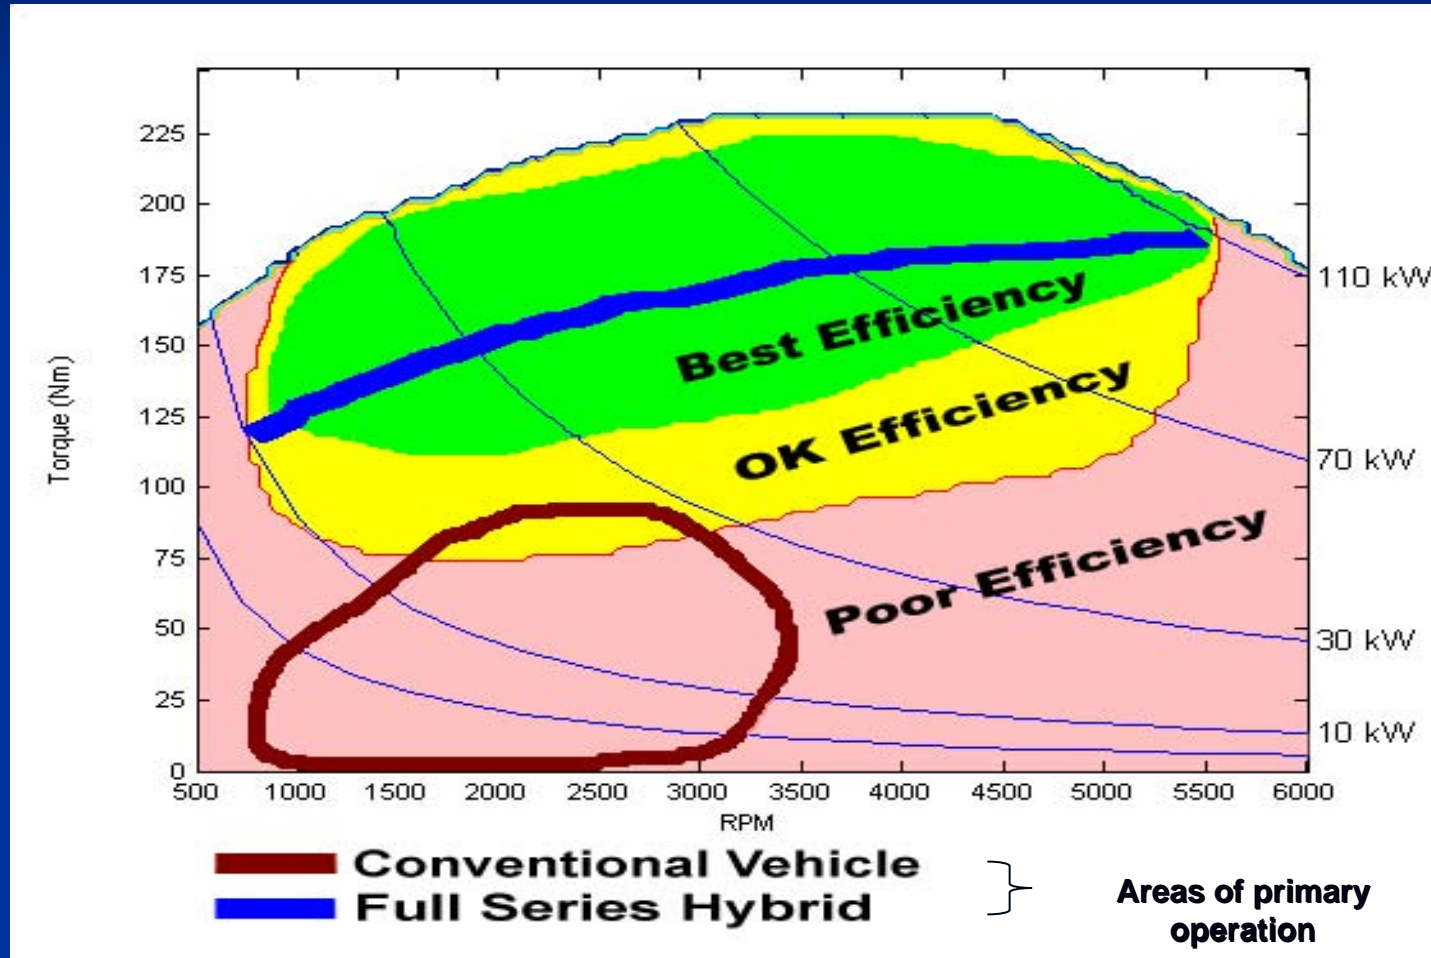 225
200
175
150
125
100
75
50
25
0
Torque (Nm)
500 1000 1500 2000 2500 3000 3500 4000 4500 5000 5500 6000
RPM
110 kW
70 kW
30 kW
10 kW
Best Efficiency
OK Efficiency
Poor Efficiency
Conventional Vehicle
Full Series Hybrid
Areas of primary
operation